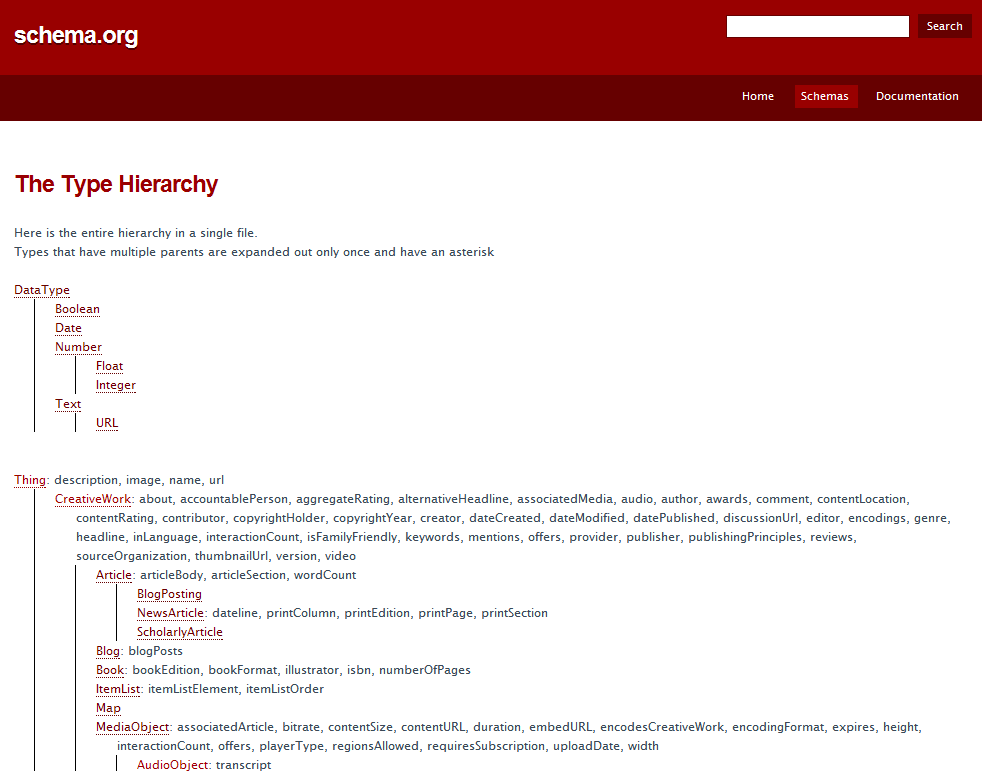 schema.org
Search
Home Schemas Documentation
The Type Hierarchy
Here is the entire hierarchy in a single file.
Types that have multiple parents are expanded out only once and have an asterisk
DataType
Boolean
Date
Number
Float
Integer
Text
URL
Thing: description, image, name, url
CreativeWork: about, accountablePerson, aggregateRating, alternativeHeadline, associatedMedia, audio, author, awards, comment, contentLocation,
contentRating, contributor, copyrightHolder, copyrightYear, creator, dateCreated, dateModified, datePublished, discussionUrl, editor, encodings, genre,
headline, inLanguage, interactionCount, isFamilyFriendly, keywords, mentions, offers, provider, publisher, publishingPrinciples, reviews,
sourceOrganization, thumbnailUrl, version, video
Article: articleBody, articleSection, wordCount
BlogPosting
NewsArticle: dateline, printColumn, printEdition, printPage, printSection
ScholarlyArticle
Blog: blogPosts
Book: bookEdition, bookFormat, illustrator, isbn, numberOfPages
ItemList: itemListElement, itemListOrder
Map
MediaObject: associatedArticle, bitrate, contentSize, contentURL, duration, embedURL, encodesCreativeWork, encodingFormat, expires, height,
interactionCount, offers, playerType, regionsAllowed, requiresSubscription, uploadDate, width
AudioObject: transcript